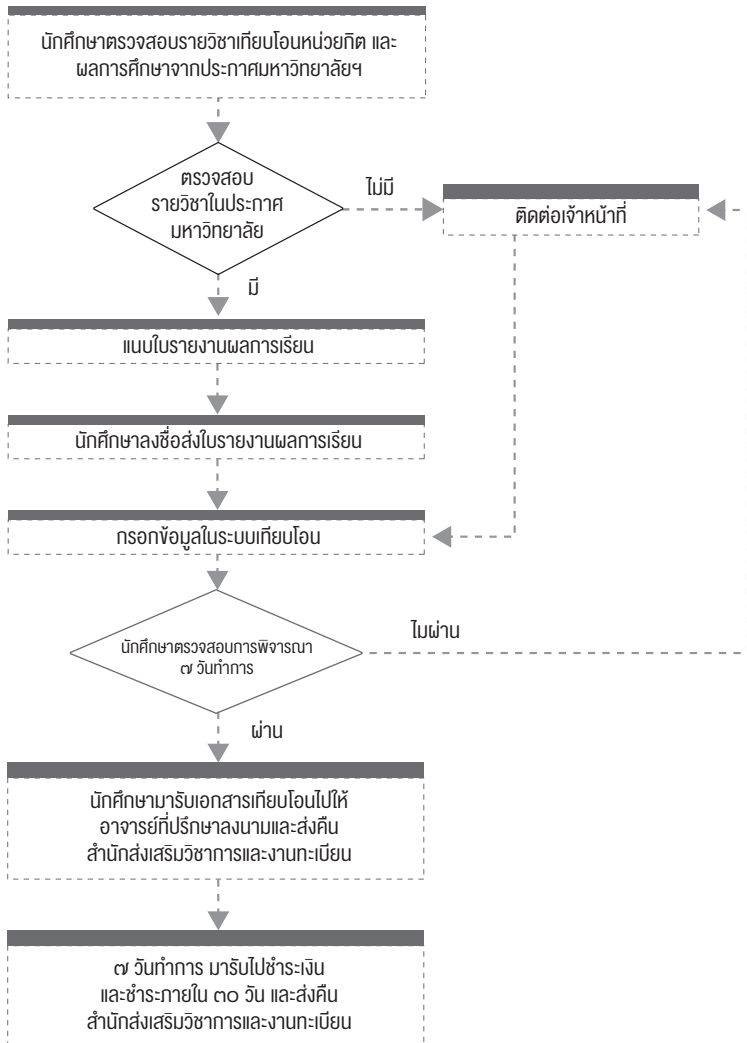 นักศึกษาตรวจสอบรายวิชาเทียบโอนหน่วยกิต และ
ผลการศึกษาจากประกาศมหาวิทยาลัยฯ
ตรวจสอบ
รายวิชาในประกาศ
มหาวิทยาลัย
ไม่มี
ติดต่อเจ้าหน้าที่
มี
แนบใบรายงานผลการเรียน
นักศึกษาลงชื่อส่งใบรายงานผลการเรียน
กรอกข้อมูลในระบบเทียบโอน
นักศึกษาตรวจสอบการพิจารณา
๗ วันทำการ
ไมผ่าน
ผ่าน
นักศึกษามารับเอกสารเทียบโอนไปให้
อาจารย์ที่ปรึกษาลงนามและส่งคืน
สำนักส่งเสริมวิชาการและงานทะเบียน
๗ วันทำการ มารับไปชำระเงิน
และชำระภายใน ๓๐ วัน และส่งคืน
สำนักส่งเสริมวิชาการและงานทะเบียน